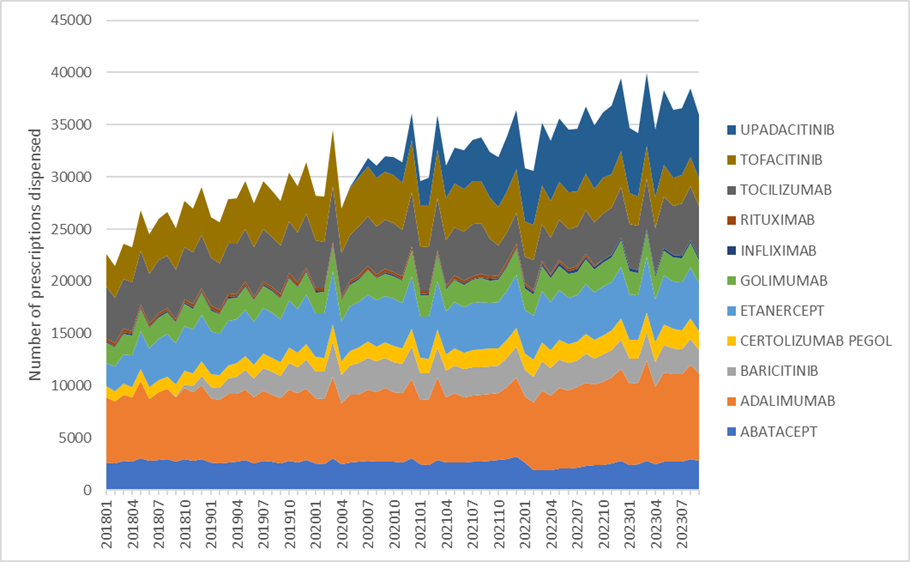 45000
40000
35000
30000
25000
20000
15000
10000
5000
0
Number of prescriptions dispensed
201801
201804
201807
201810
201901
201904
201907
201910
202001
202004
202007
202010
202101
202104
202107
202110
202201
202204
202207
202210
202301
202304
202307
UPADACITINIB
TOFACITINIB
TOCILIZUMAB
RITUXIMAB
INFLIXIMAB
GOLIMUMAB
ETANERCEPT
CERTOLIZUMAB PEGOL
BARICITINIB
ADALIMUMAB
ABATACEPT